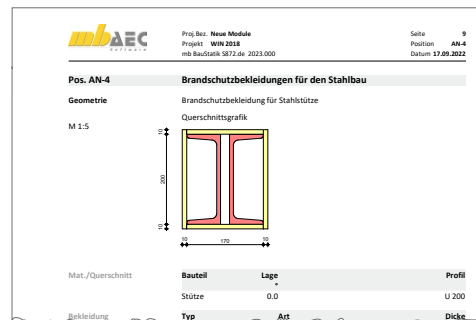 mbAEC
Software
Proj.Bez. Neue Module
Projekt WIN 2018
mb BauStatik S872.de 2023.000
Seite 9
Position AN-4
Datum 17.09.2022
Pos. AN-4 Brandschutzbekleidungen für den Stahlbau
Geometrie Brandschutzbekleidung für Stahlstütze
Querschnittsgrafik
M 1:5
10
200
10
10 170 10
Mat./Querschnitt Bauteil Lage Profil
°
Stütze 0.0 U 200
Bekleidung Typ Art Dicke